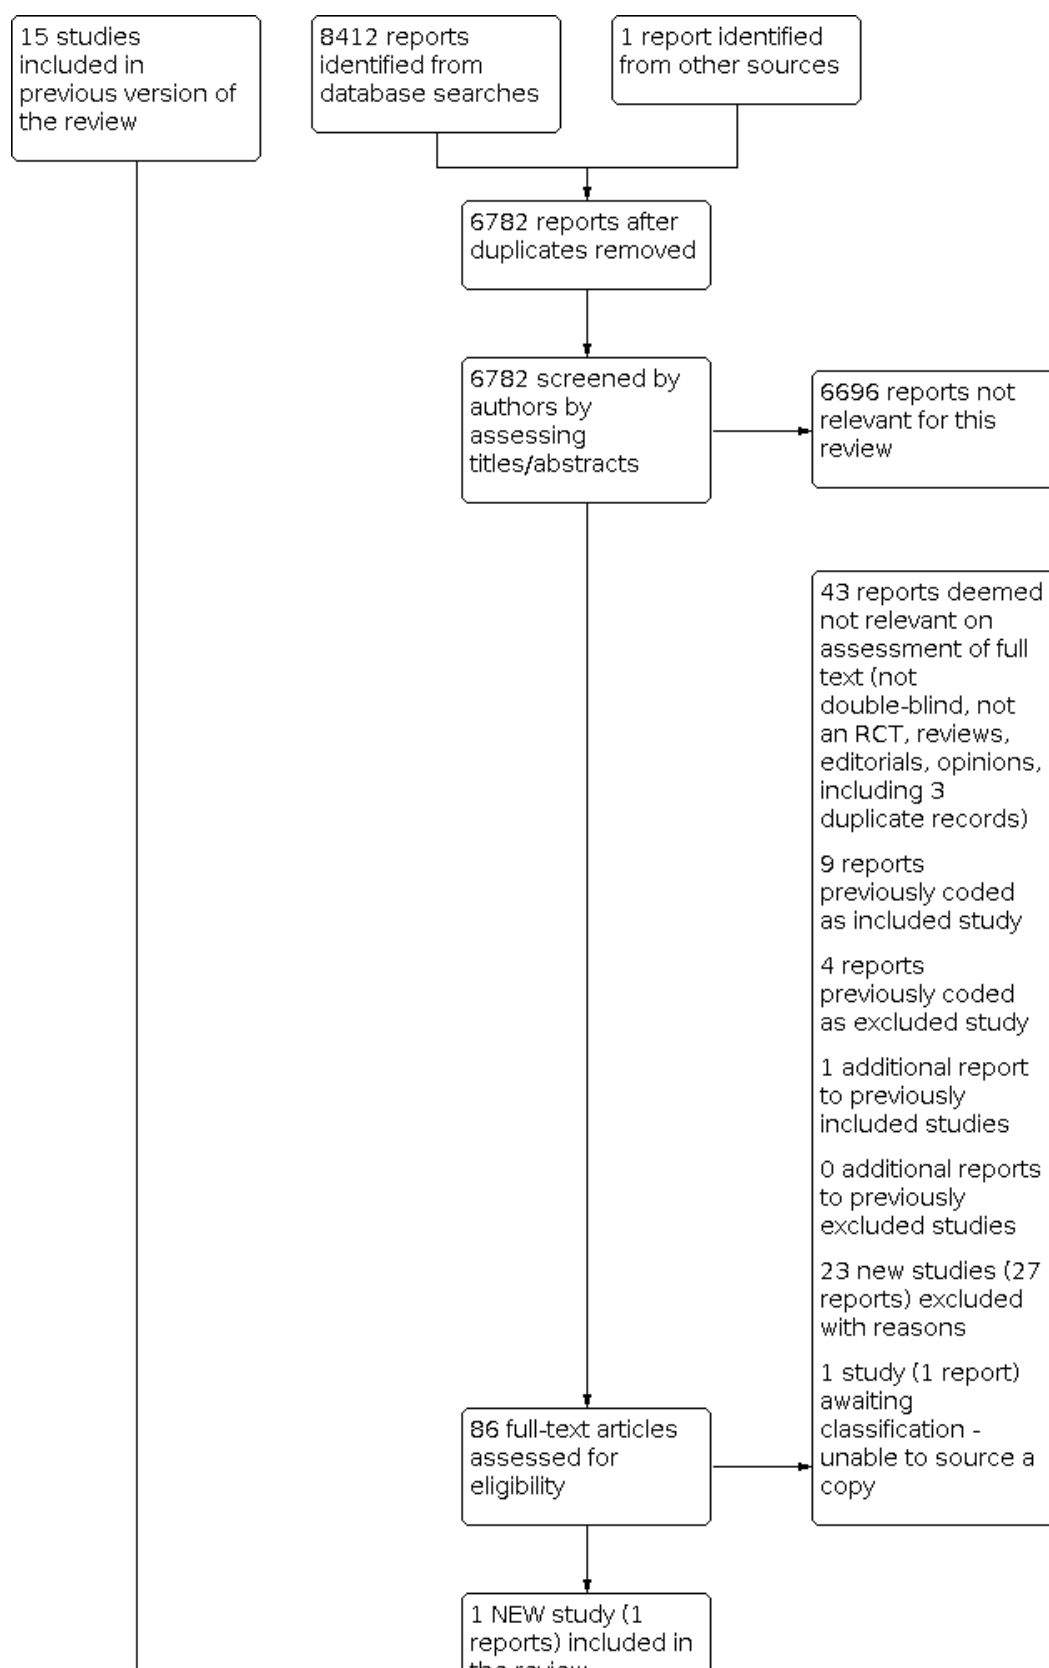 15 studies
included in
previous version of
the review
8412 reports
identified from
database searches
1 report identified
from other sources
6782 reports after
duplicates removed
6782 screened by
authors by
assessing
titles/abstracts
6696 reports not
relevant for this
review
43 reports deemed
not relevant on
assessment of full
text (not
double-blind, not
an RCT, reviews,
editorials, opinions,
including 3
duplicate records)
9 reports
previously coded
as included study
4 reports
previously coded
as excluded study
1 additional report
to previously
included studies
0 additional reports
to previously
excluded studies
23 new studies (27
reports) excluded
with reasons
1 study (1 report)
awaiting
classification -
unable to source a
copy
86 full-text articles
assessed for
eligibility
1 NEW study (1
reports) included in
the review